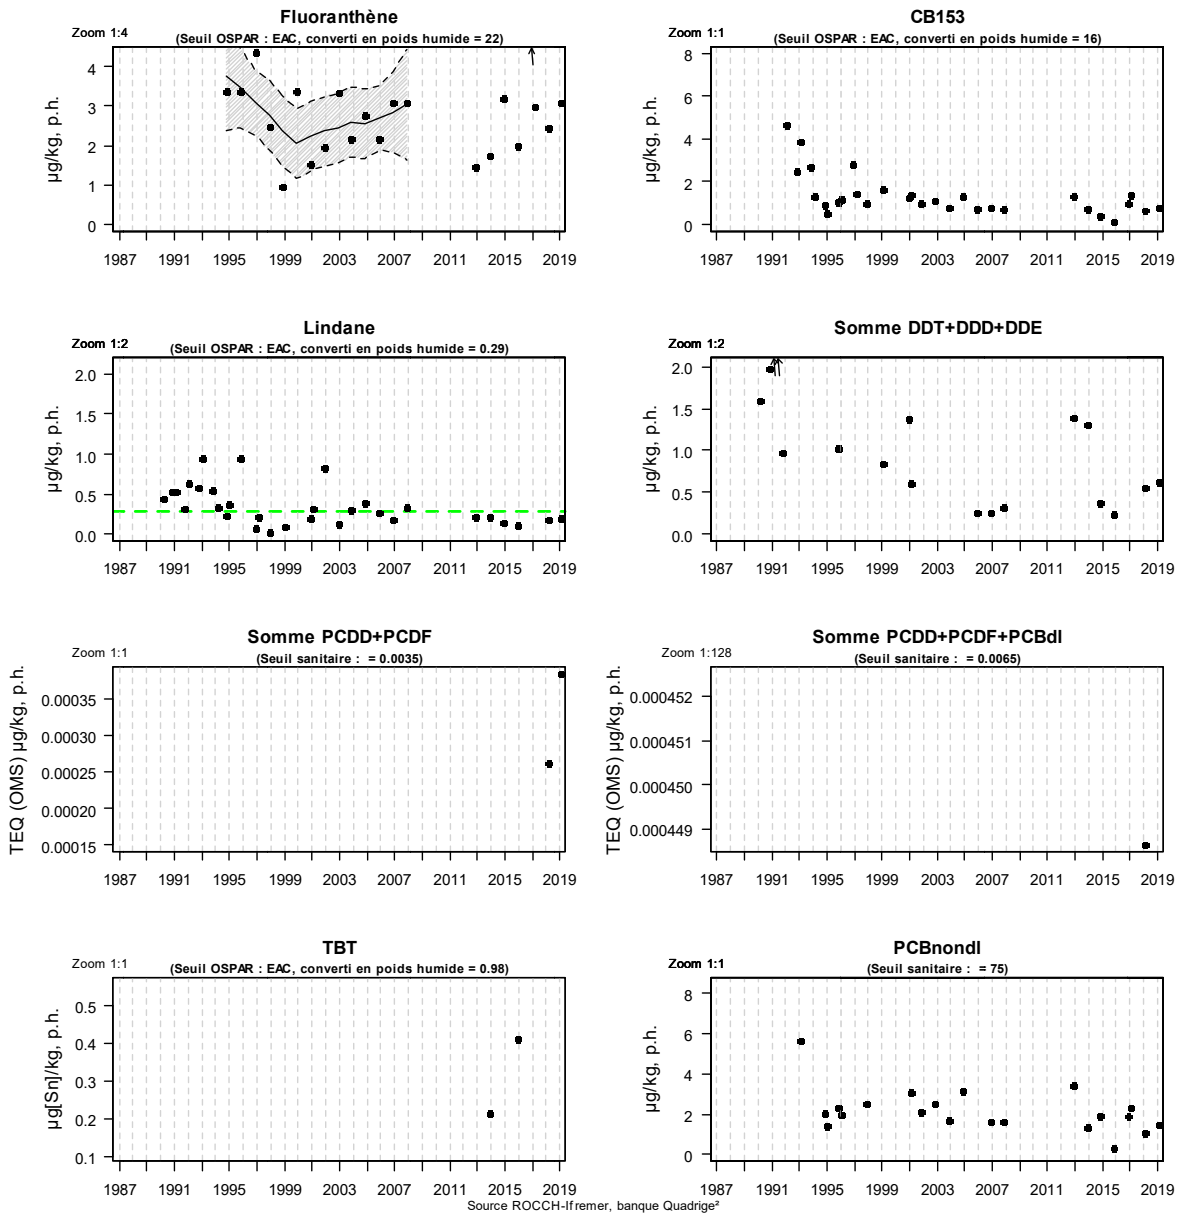 Fluoranthène
Zoom 1:4
(Seuil OSPAR : EAC, converti en poids humide = 22)
µg/kg, p.h.
4
3
2
1
0
1987 1991 1995 1999 2003 2007 2011 2015 2019
CB153
Zoom 1:1
(Seuil OSPAR : EAC, converti en poids humide = 16)
µg/kg, p.h.
8
6
4
2
0
1987 1991 1995 1999 2003 2007 2011 2015 2019
Lindane
Zoom 1:2
(Seuil OSPAR : EAC, converti en poids humide = 0.29)
µg/kg, p.h.
2.0
1.5
1.0
0.5
0.0
1987 1991 1995 1999 2003 2007 2011 2015 2019
Somme DDT+DDD+DDE
Zoom 1:2
µg/kg, p.h.
2.0
1.5
1.0
0.5
0.0
1987 1991 1995 1999 2003 2007 2011 2015 2019
Somme PCDD+PCDF
Zoom 1:1
(Seuil sanitaire : = 0.0035)
TEQ (OMS) µg/kg, p.h.
0.00035
0.00030
0.00025
0.00020
0.00015
1987 1991 1995 1999 2003 2007 2011 2015 2019
Somme PCDD+PCDF+PCBdl
Zoom 1:128
(Seuil sanitaire : = 0.0065)
TEQ (OMS) µg/kg, p.h.
0.000452
0.000451
0.000450
0.000449
1987 1991 1995 1999 2003 2007 2011 2015 2019
TBT
Zoom 1:1
(Seuil OSPAR : EAC, converti en poids humide = 0.98)
µg[Sn]/kg, p.h.
0.5
0.4
0.3
0.2
0.1
1987 1991 1995 1999 2003 2007 2011 2015 2019
PCBnondl
Zoom 1:1
(Seuil sanitaire : = 75)
µg/kg, p.h.
8
6
4
2
0
1987 1991 1995 1999 2003 2007 2011 2015 2019
Source ROCCH-Ifremer, banque Quadrige²